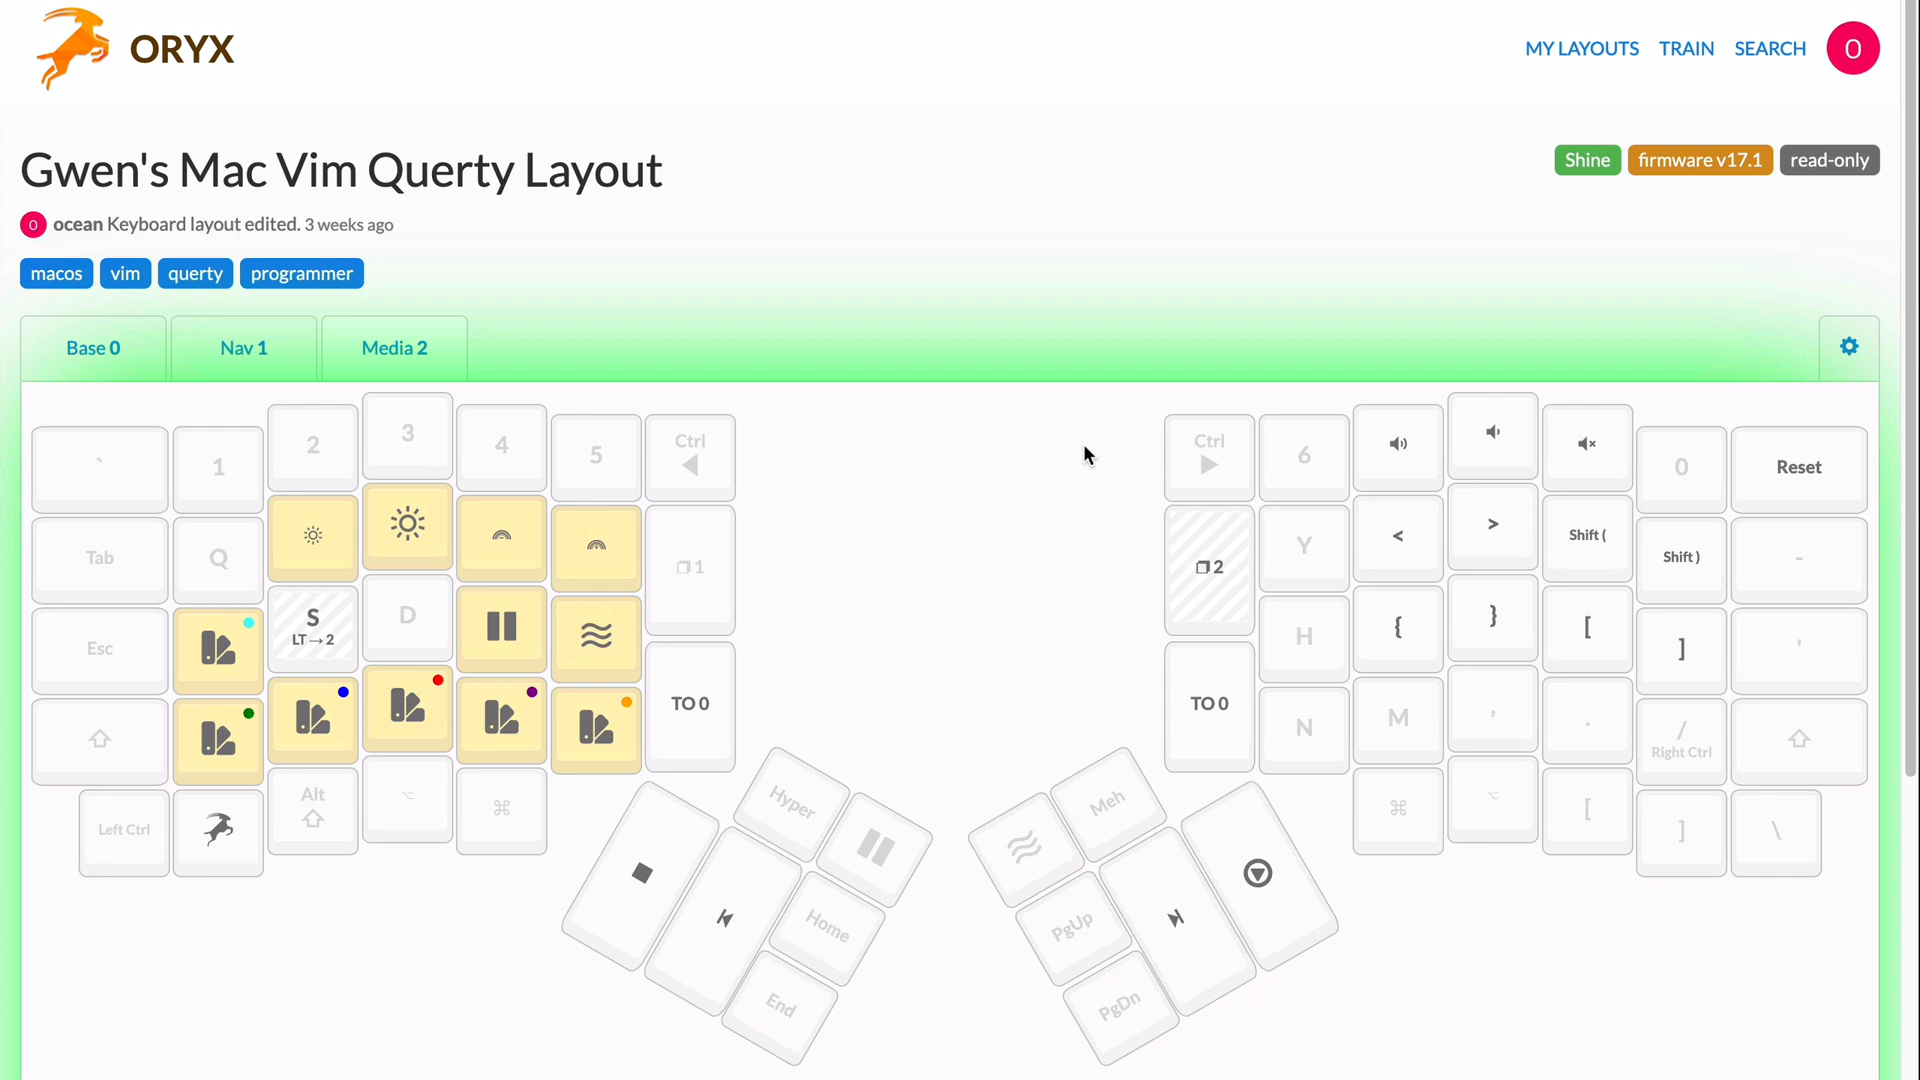 ORYX
MY LAYOUTS TRAIN SEARCH O
Gwen's Mac Vim Querty Layout
Shine firmware v17.1 read-only
O ocean Keyboard layout edited. 3 weeks ago
macos vim querty programmer
Base 0 Nav 1 Media 2
` 1 2 3 4 5 Ctrl
Ctrl 6 0 Reset
Tab Q 1
2 Y < > Shift ( Shift ) -
Esc S D
LT→2
H { } [ ] '
TO 0
TO 0 N M , . /
Right Ctrl
Left Ctrl Alt ⌥ ⌘
⌘ ⌥ [ ] \
Hyper
Meh
Home
PgUp
End
PgDn